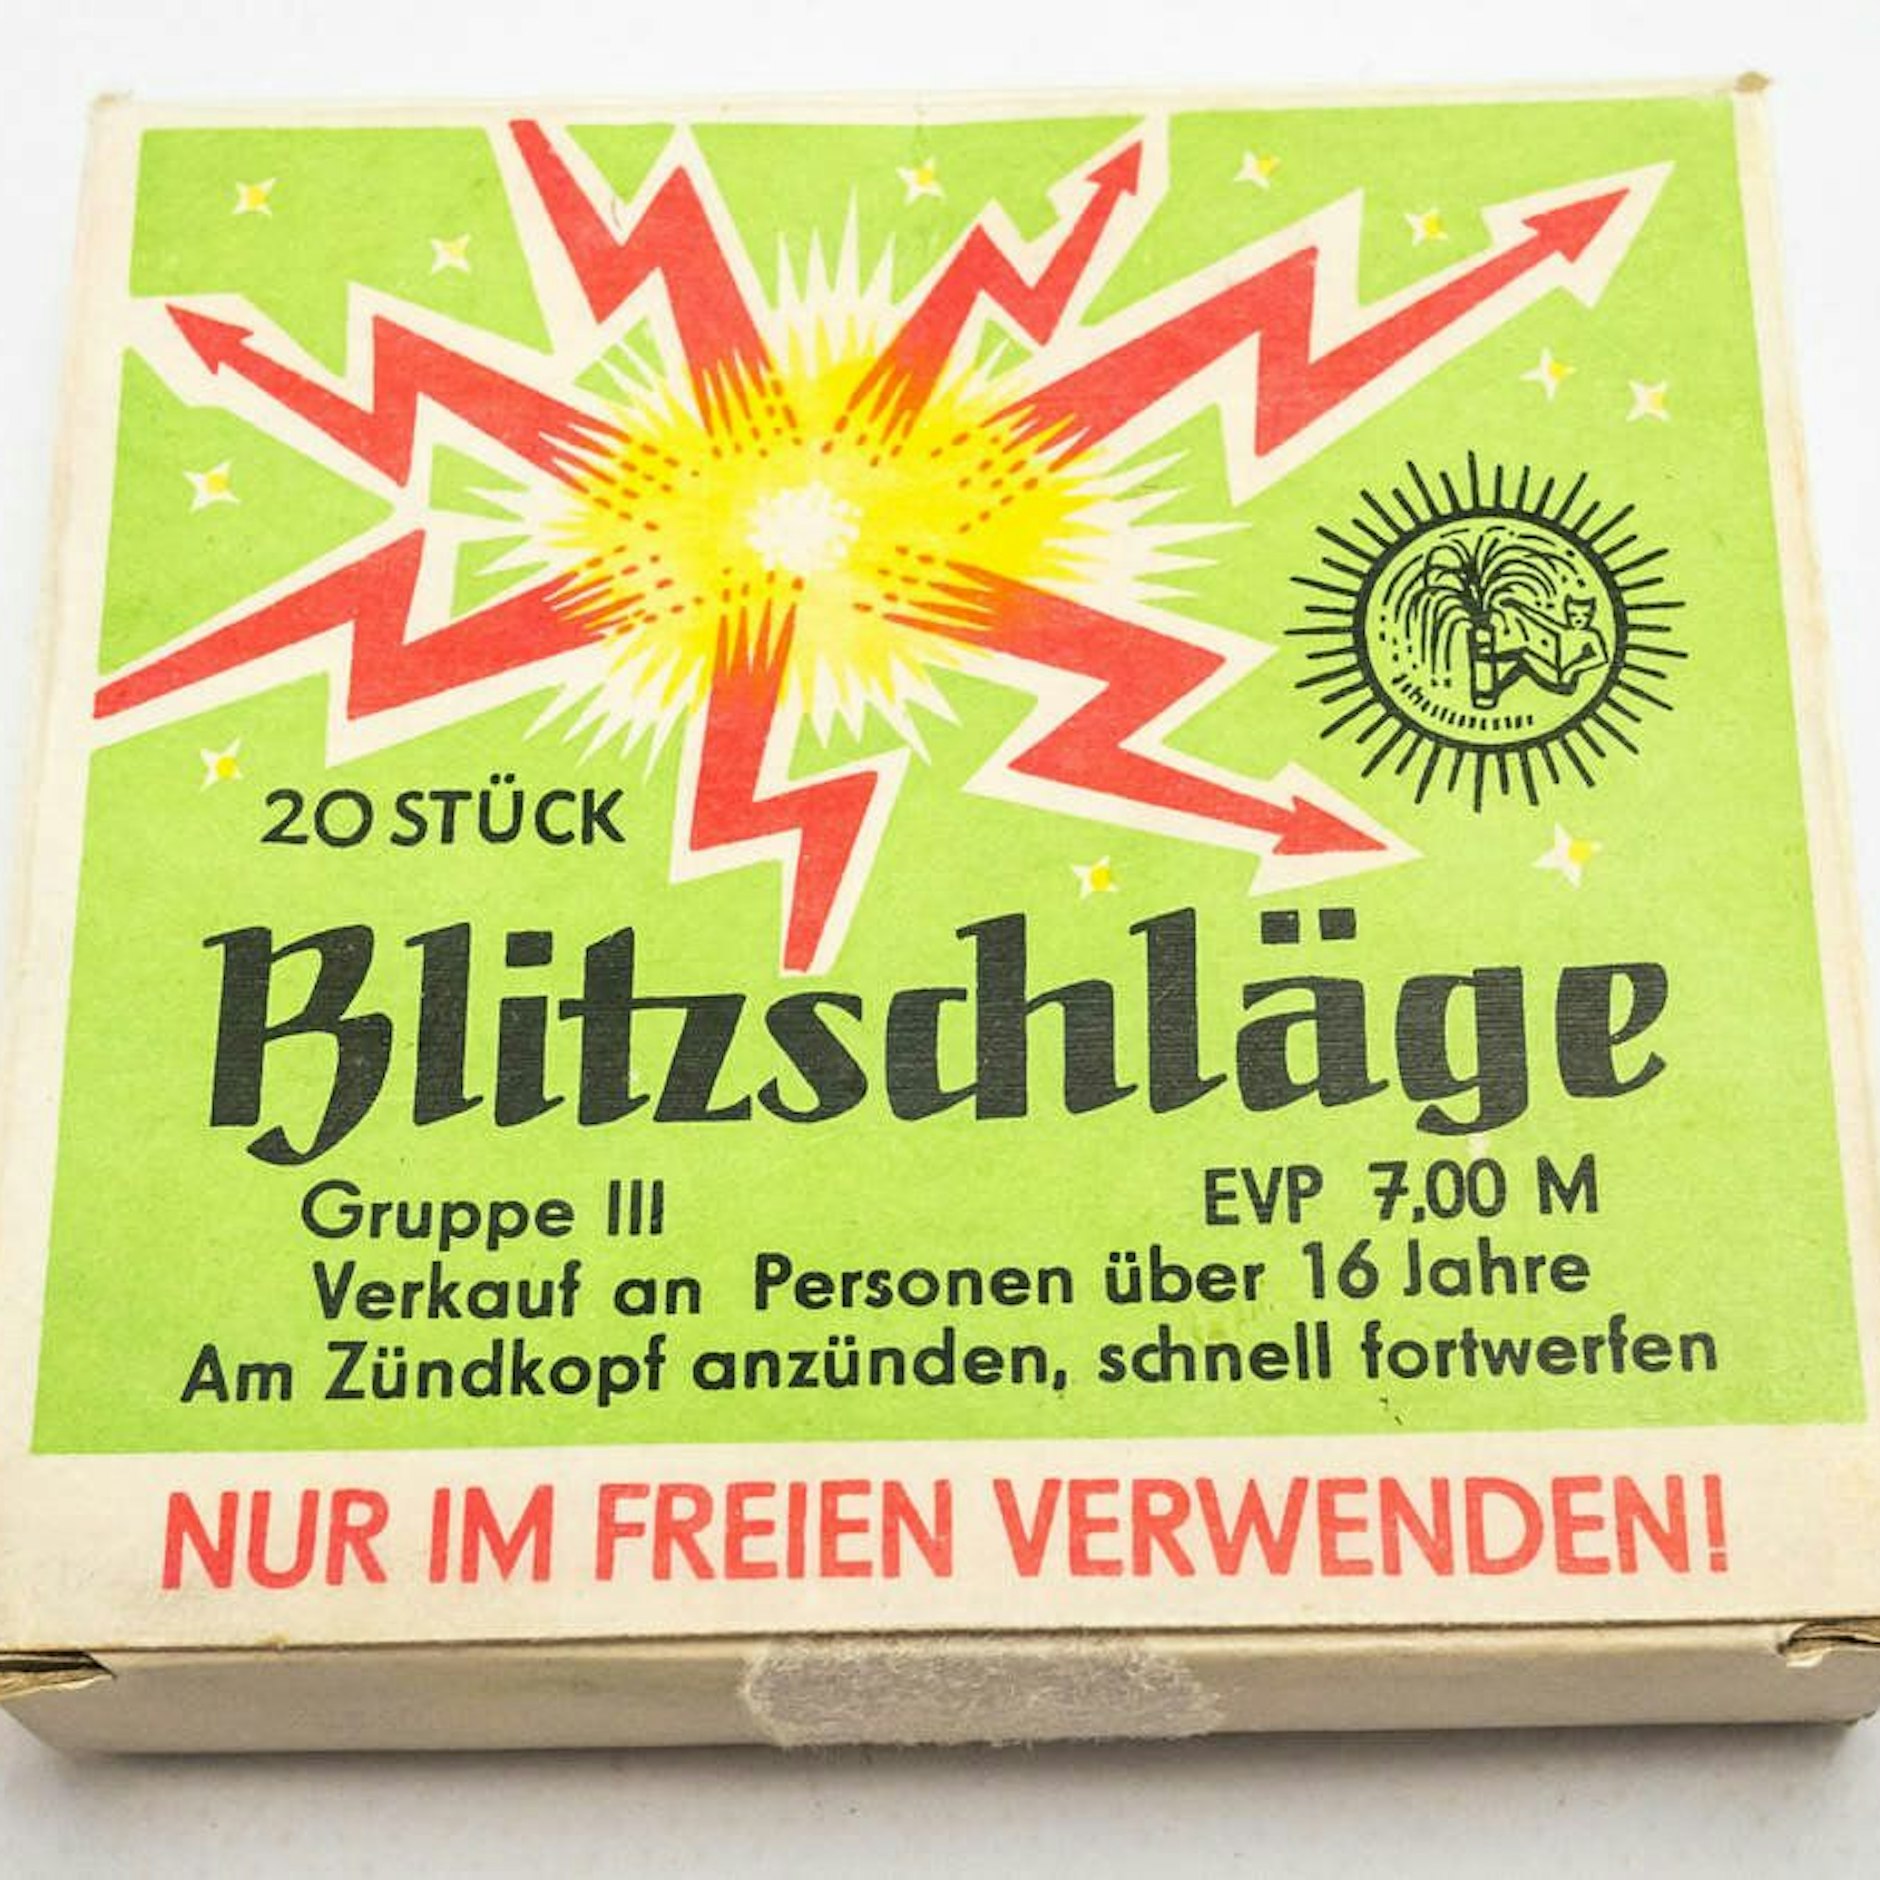 20 STÜCK
Blitzschläge
Gruppe III
EVP 7,00 M
Verkauf an Personen über 16 Jahre
Am Zündkopf anzünden, schnell fortwerfen
NUR IM FREIEN VERWENDEN!